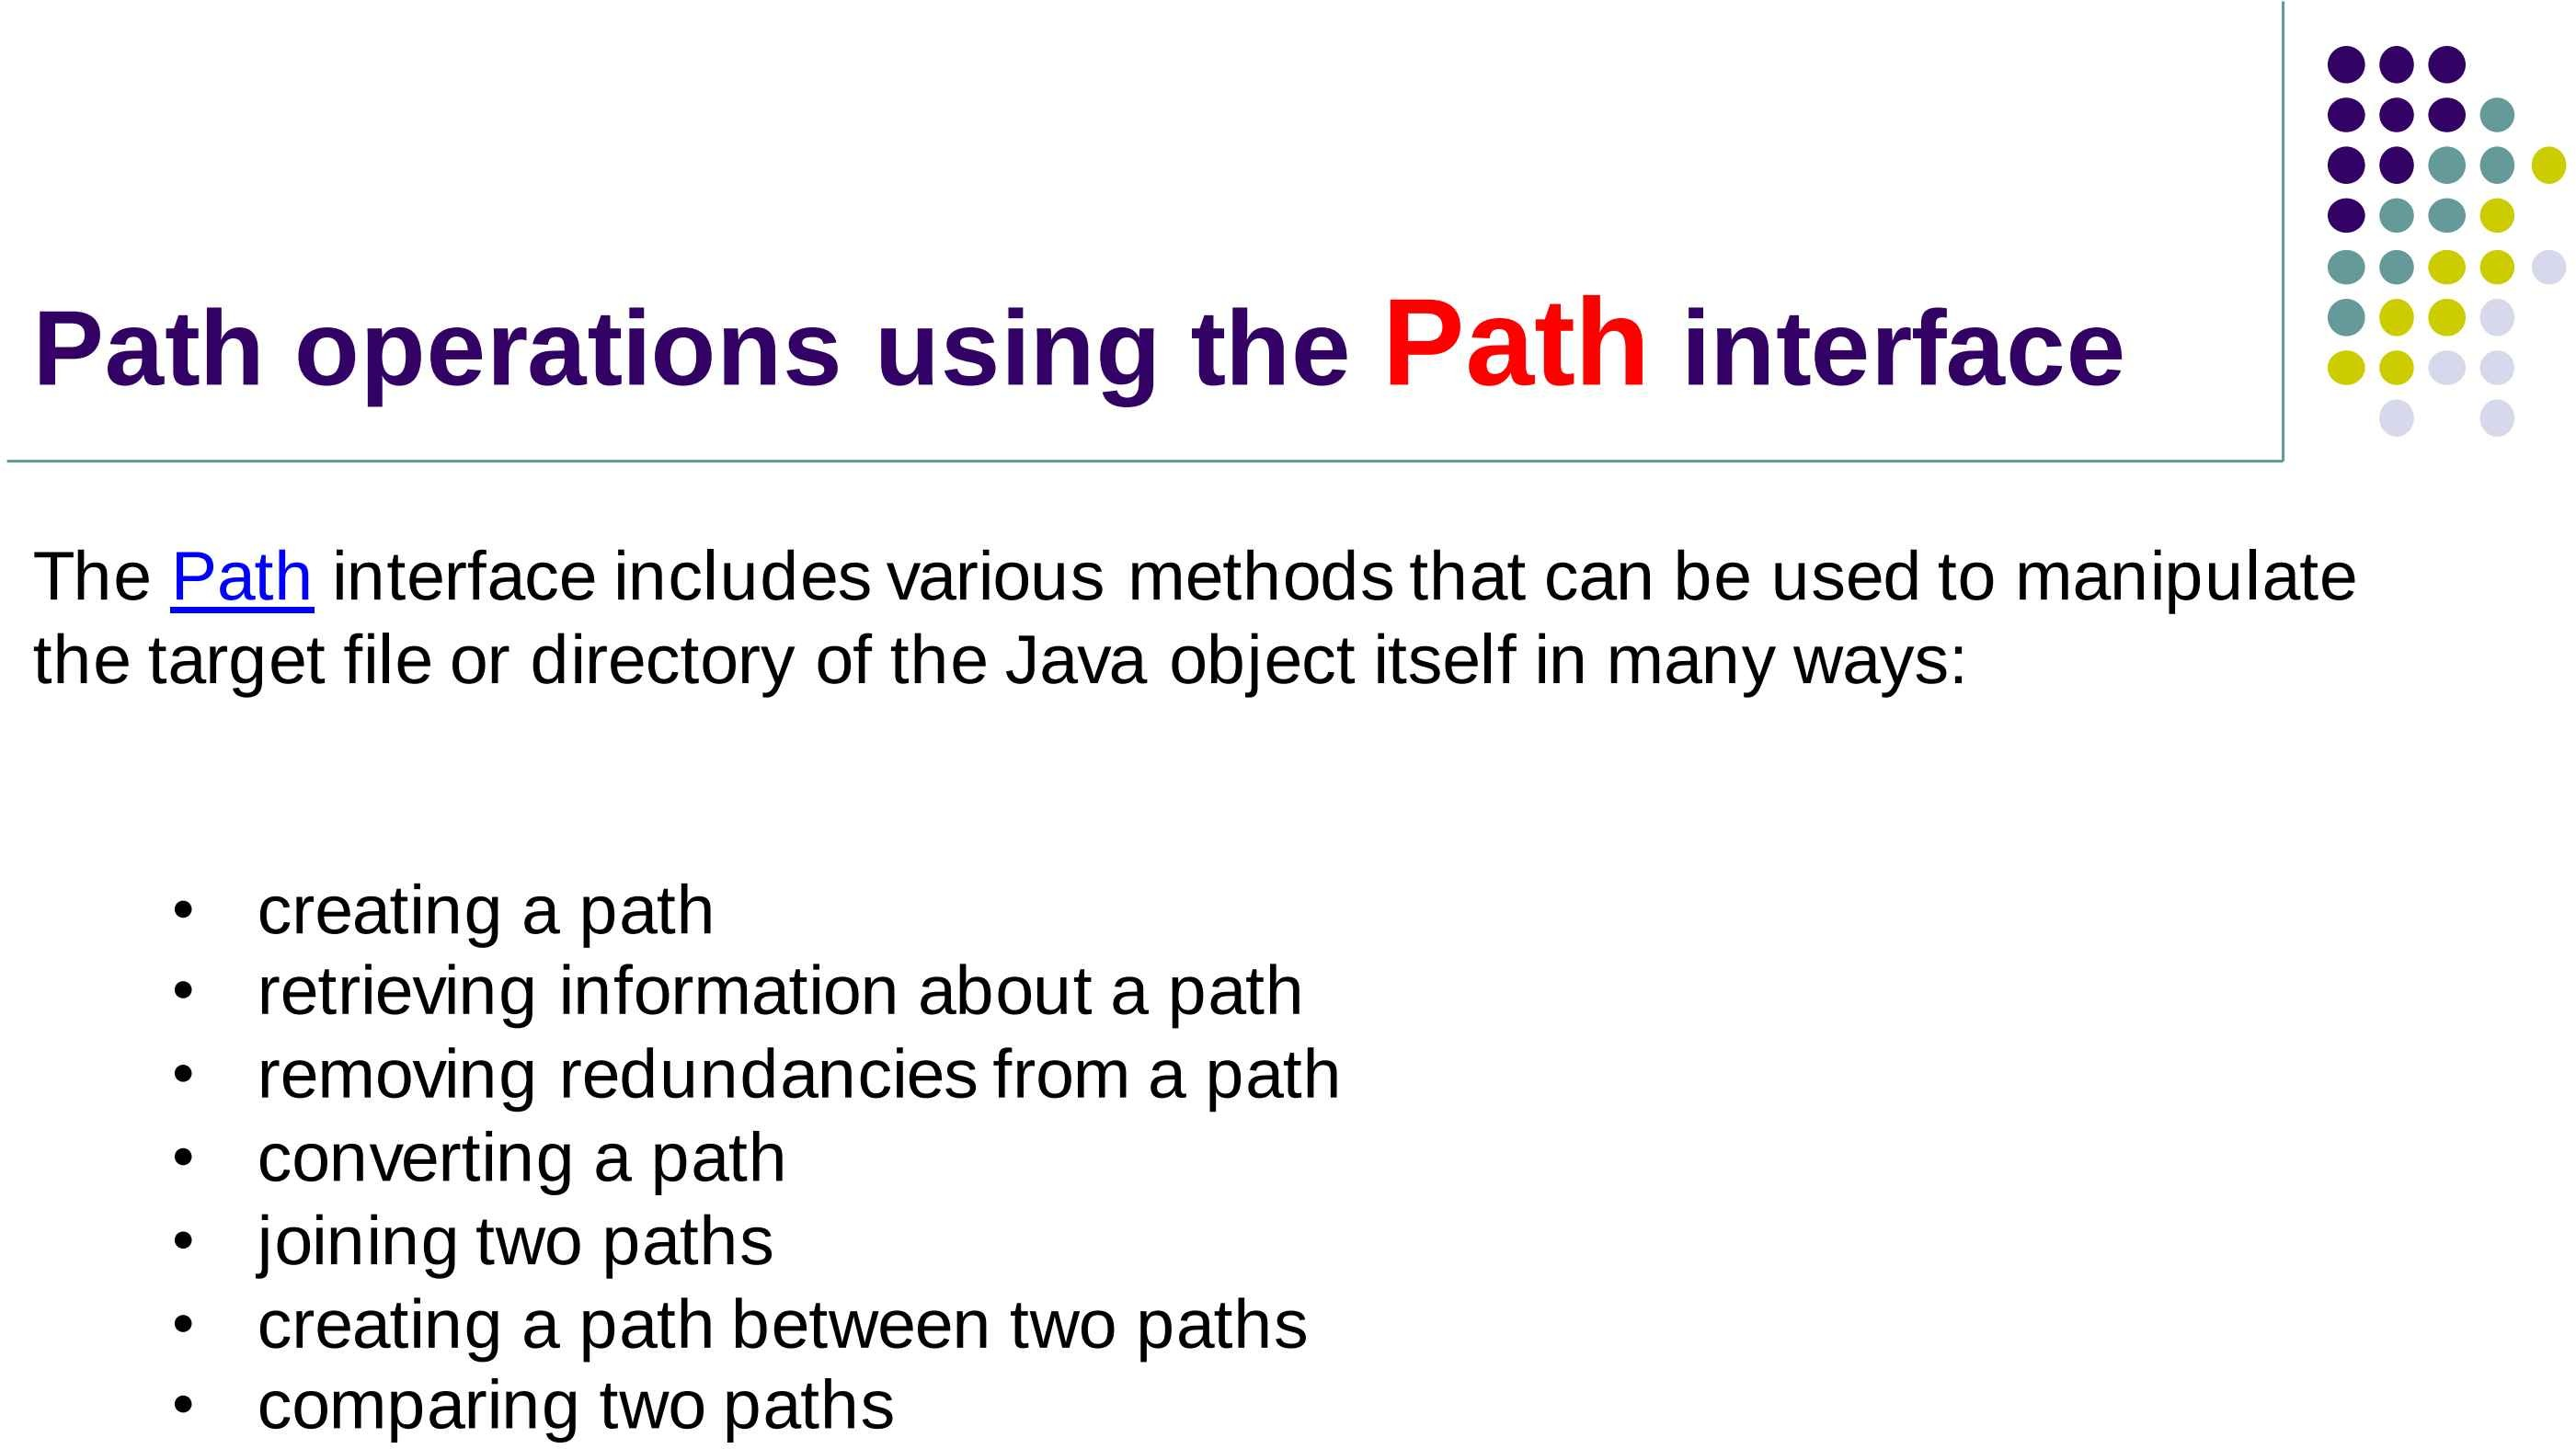 Path operations using the Path interface
The Path interface includes various methods that can be used to manipulate
the target file or directory of the Java object itself in many ways:
• creating a path
• retrieving information about a path
• removing redundancies from a path
• converting a path
• joining two paths
• creating a path between two paths
• comparing two paths